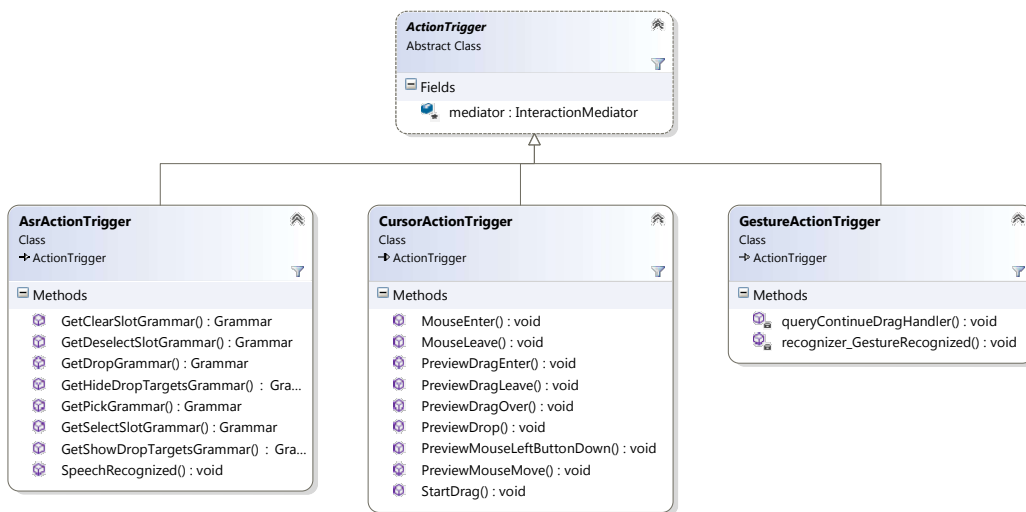 ActionTrigger
Abstract Class
Fields
mediator : InteractionMediator
AsrActionTrigger
Class
ActionTrigger
Methods
GetClearSlotGrammar() : Grammar
GetDeselectSlotGrammar() : Grammar
GetDropGrammar() : Grammar
GetHideDropTargetsGrammar() : Gra...
GetPickGrammar() : Grammar
GetSelectSlotGrammar() : Grammar
GetShowDropTargetsGrammar() : Gra...
SpeechRecognized() : void
CursorActionTrigger
Class
ActionTrigger
Methods
MouseEnter() : void
MouseLeave() : void
PreviewDragEnter() : void
PreviewDragLeave() : void
PreviewDragOver() : void
PreviewDrop() : void
PreviewMouseLeftButtonDown() : void
PreviewMouseMove() : void
StartDrag() : void
GestureActionTrigger
Class
ActionTrigger
Methods
queryContinueDragHandler() : void
recognizer_GestureRecognized() : void